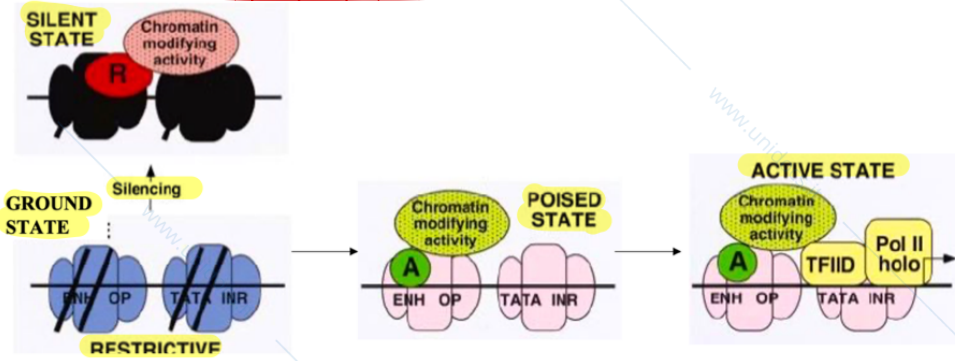 SILENT
STATE
Chromatin
modifying
activity
R
Silencing
GROUND
STATE
ENH OP
TATA INR
RESTRICTIVE
Chromatin
modifying
activity
POISED
STATE
A
ENH OP
TATA INR
ACTIVE STATE
Chromatin
modifying
activity
A
TFIID
Pol II
holo
ENH OP
TATA INR